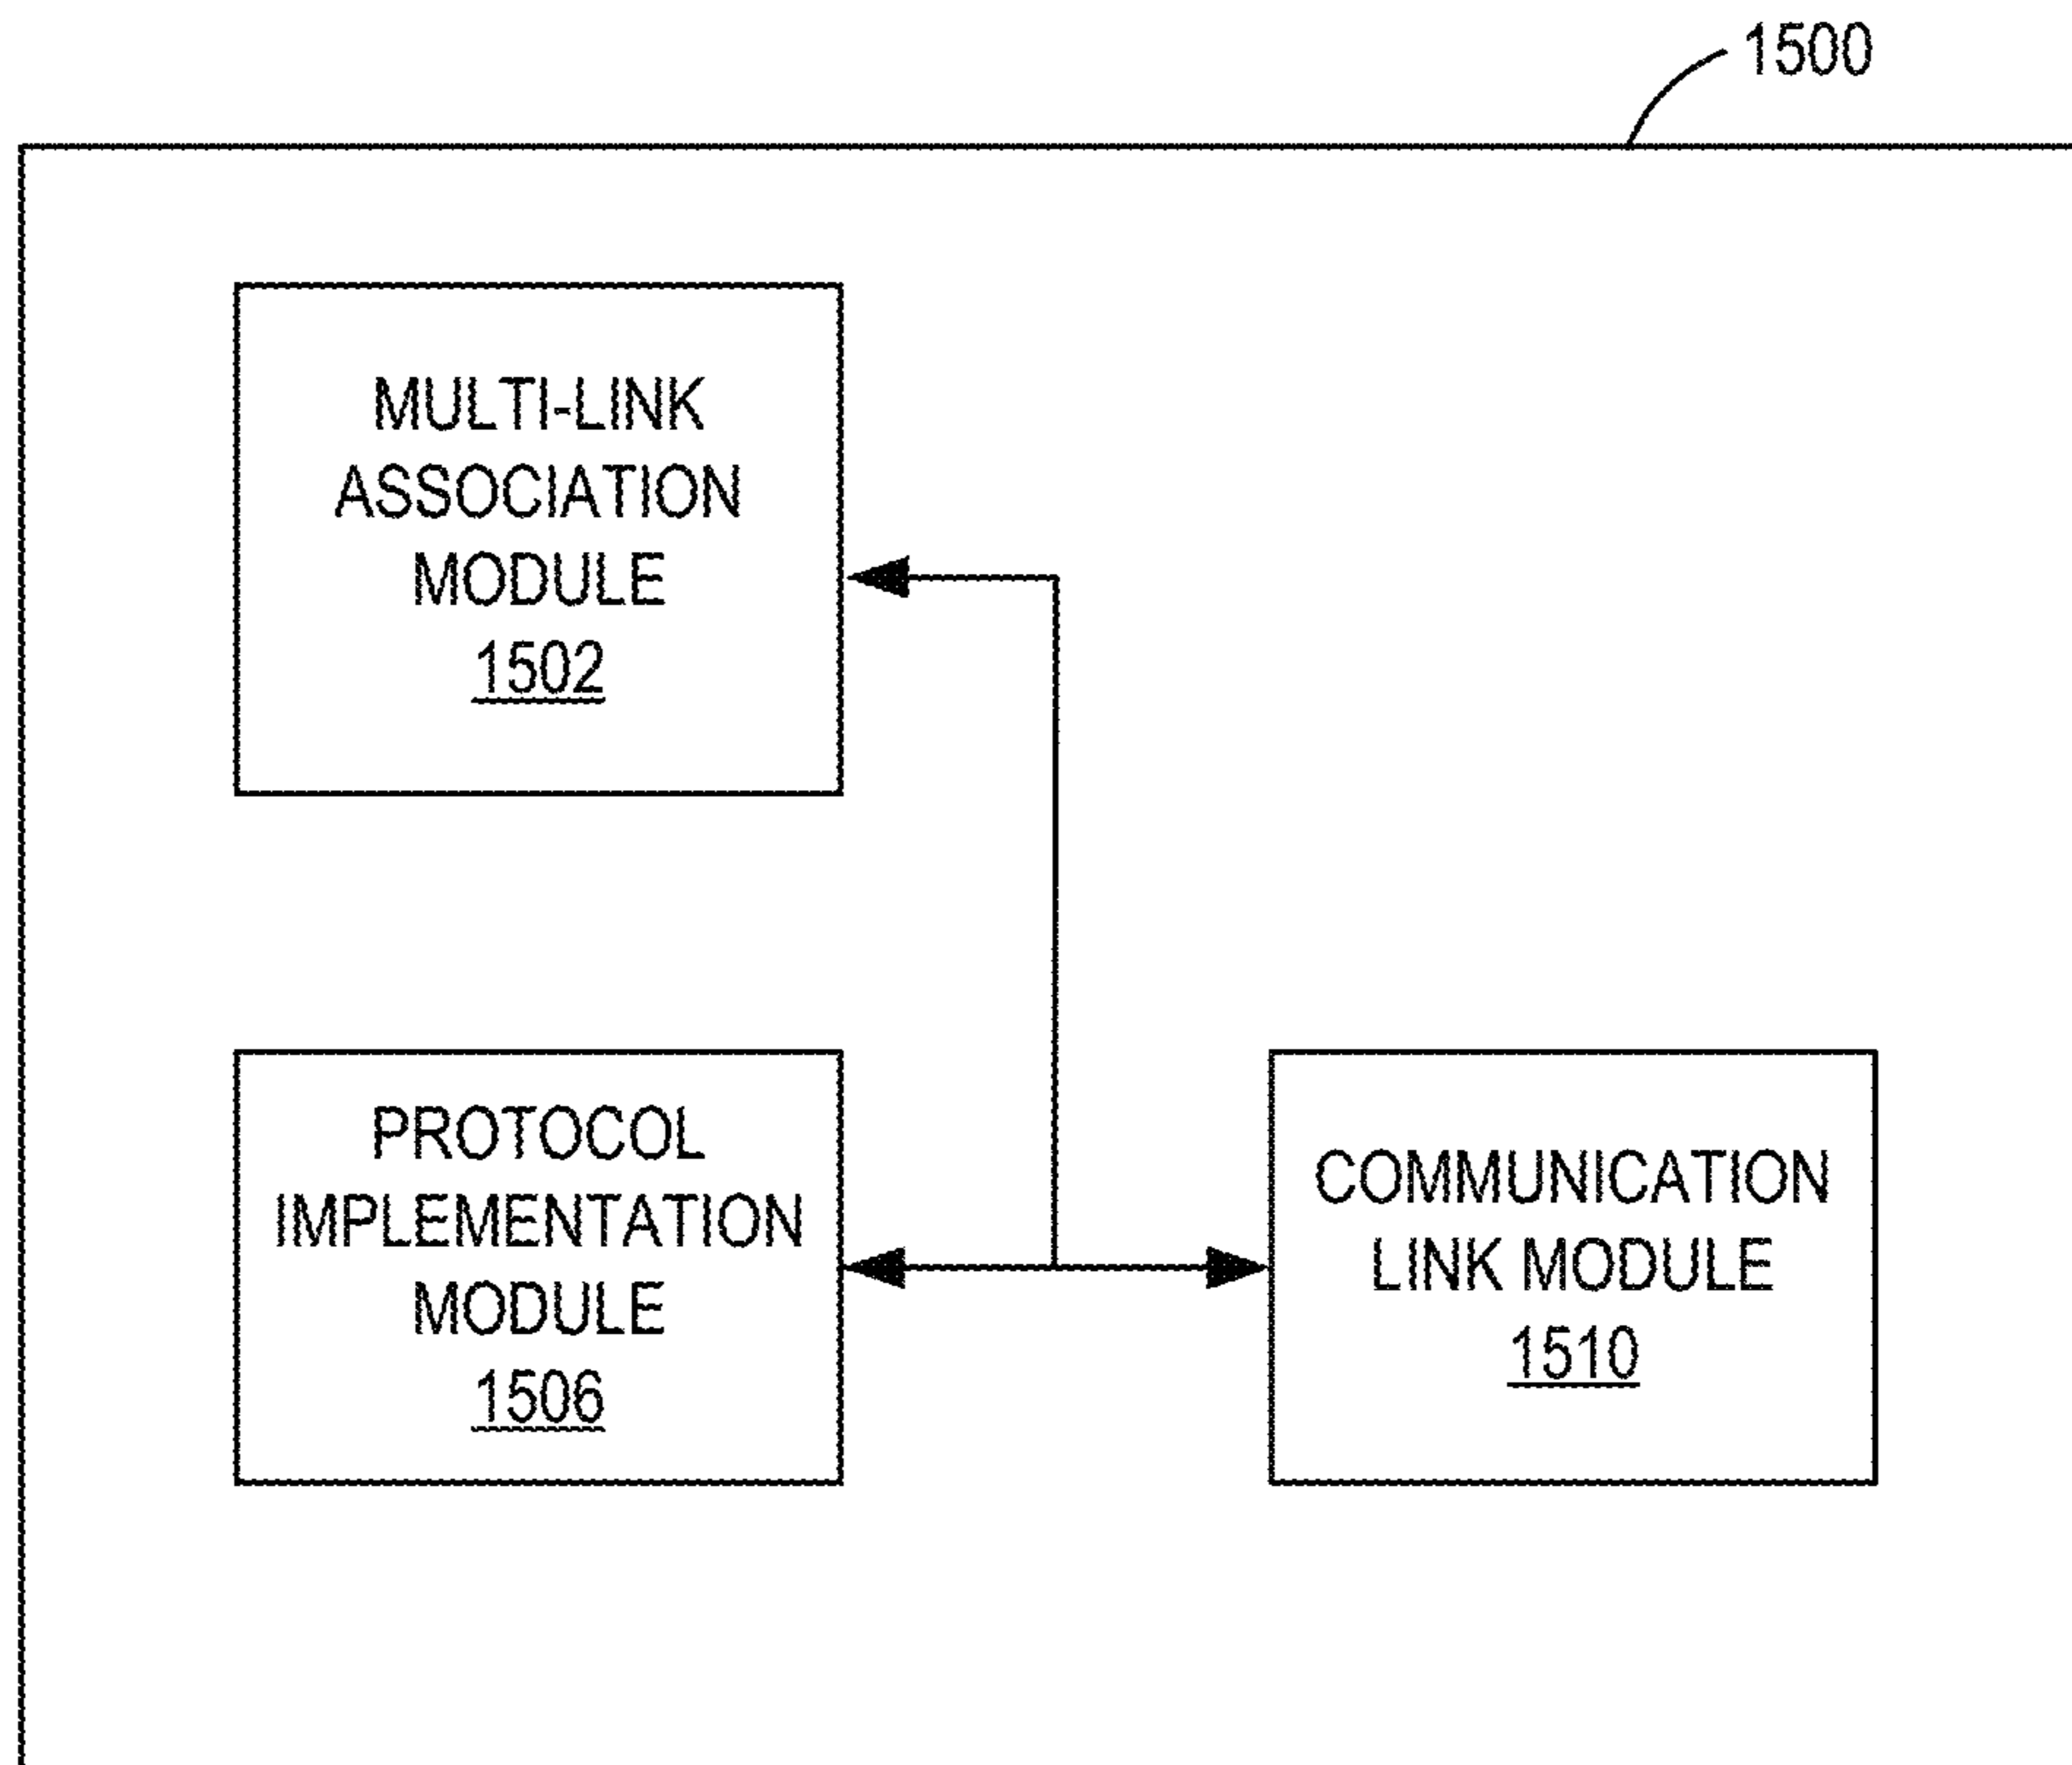 1500
MULTI-LINK
ASSOCIATION
MODULE
1502
PROTOCOL
IMPLEMENTATION
MODULE
1506
COMMUNICATION
LINK MODULE
1510